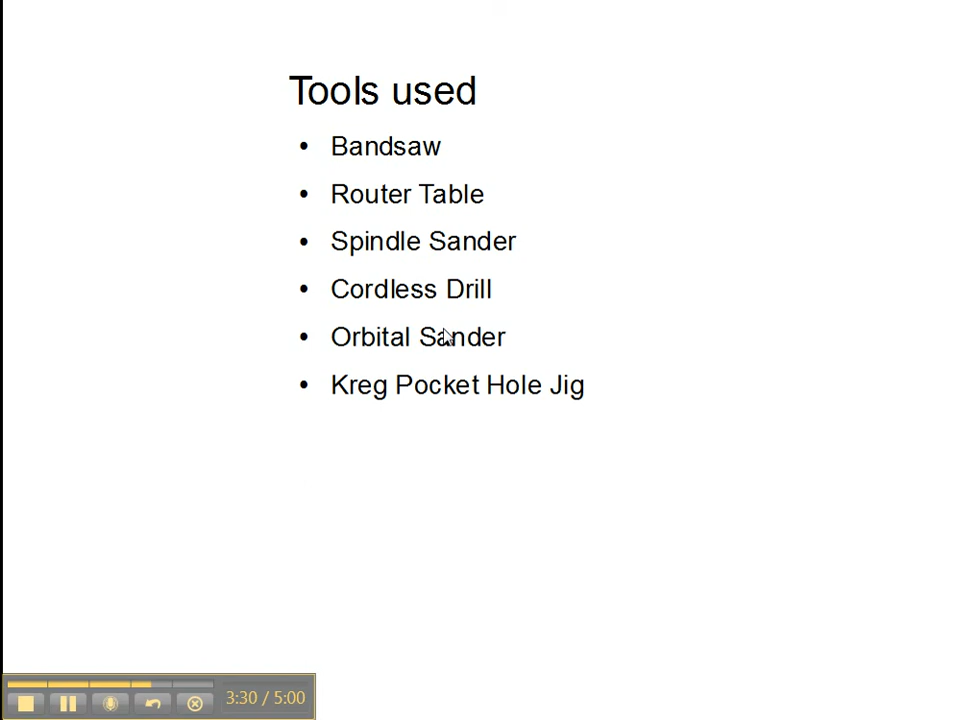 Tools used
• Bandsaw
• Router Table
• Spindle Sander
• Cordless Drill
• Orbital Sander
• Kreg Pocket Hole Jig
3:30 / 5:00